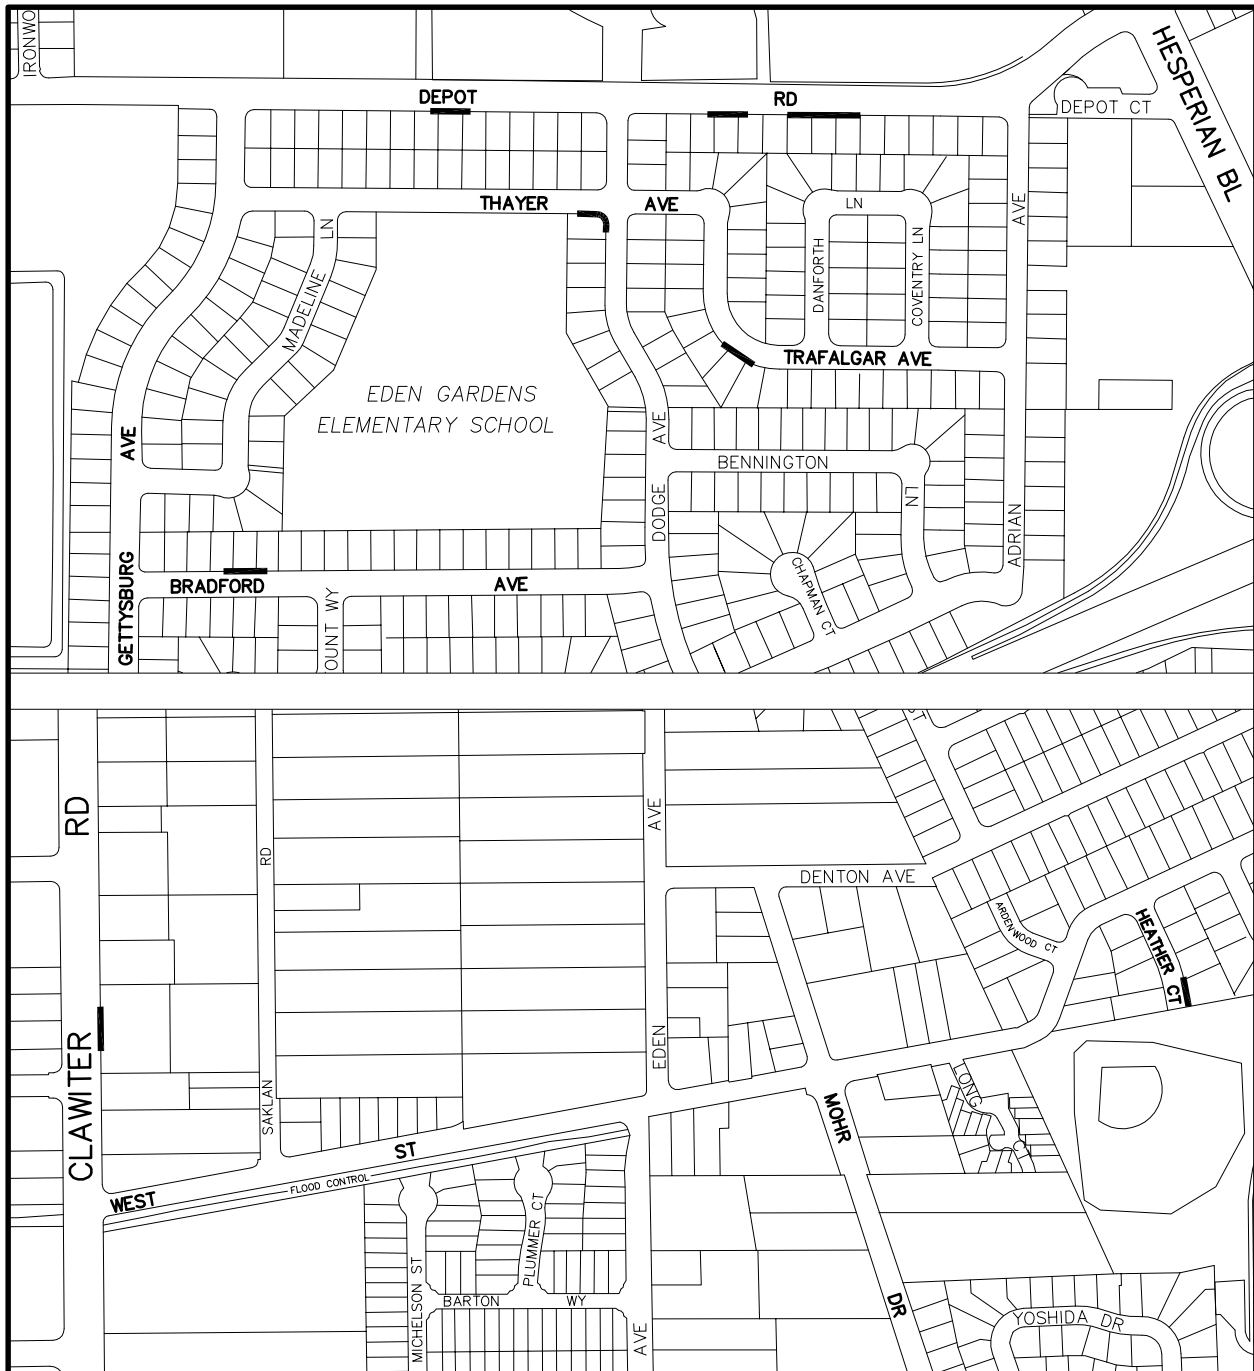 IRONWO
HESPERIAN BL
DEPOT RD
DEPOT CT
THAYER AVE
LN
LN
AVE
DANFORTH
COVENTRY LN
MADELINE
TRAFALGAR AVE
EDEN GARDENS
ELEMENTARY SCHOOL
AVE
AVE
BENNINGTON
LN
DODGE
ADRIAN
GETTYSBURG
BRADFORD AVE
CHAPMAN CT
OUNT WY
ST
RD
RD
AVE
DENTON AVE
ARDENWOOD CT
HEATHER CT
CLAWITER
EDEN
SAKLAN
LONG
MOHR
WEST ST
FLOOD CONTROL
PLUMMER CT
MICHELSON ST
BARTON WY
AVE
DR
YOSHIDA DR